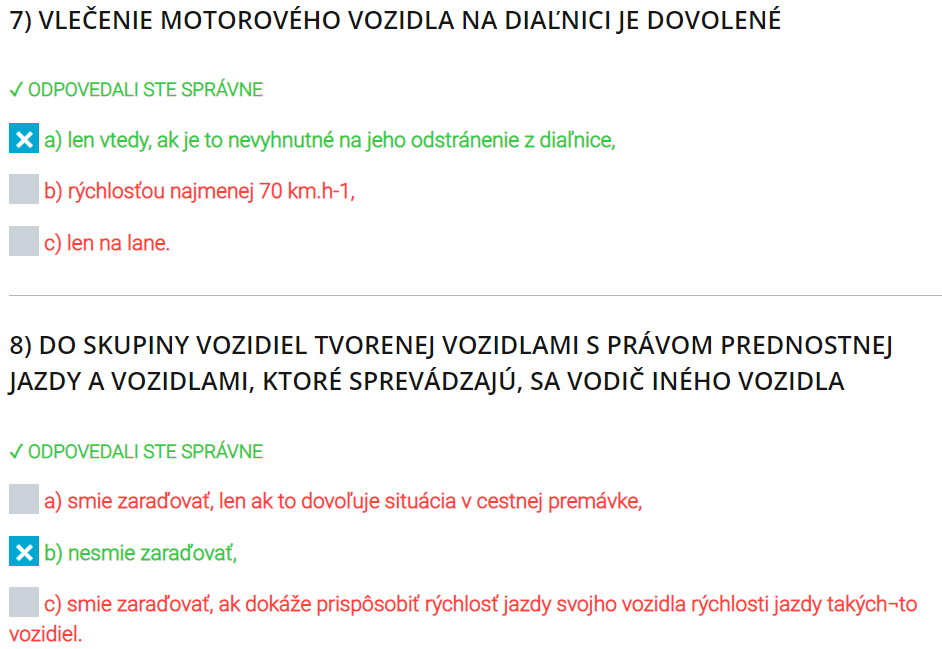 7) VLEČENIE MOTOROVÉHO VOZIDLA NA DIAĽNICI JE DOVOLENÉ
✓ ODPOVEDALI STE SPRÁVNE
a) len vtedy, ak je to nevyhnutné na jeho odstránenie z diaľnice,
b) rýchlosťou najmenej 70 km.h-1,
c) len na lane.
8) DO SKUPINY VOZIDIEL TVORENEJ VOZIDLAMI S PRÁVOM PREDNOSTNEJ
JAZDY A VOZIDLAMI, KTORÉ SPREVÁDZAJÚ, SA VODIČ INÉHO VOZIDLA
✓ ODPOVEDALI STE SPRÁVNE
a) smie zaraďovať, len ak to dovoľuje situácia v cestnej premávke,
b) nesmie zaraďovať,
c) smie zaraďovať, ak dokáže prispôsobiť rýchlosť jazdy svojho vozidla rýchlosti jazdy takých¬to
vozidiel.